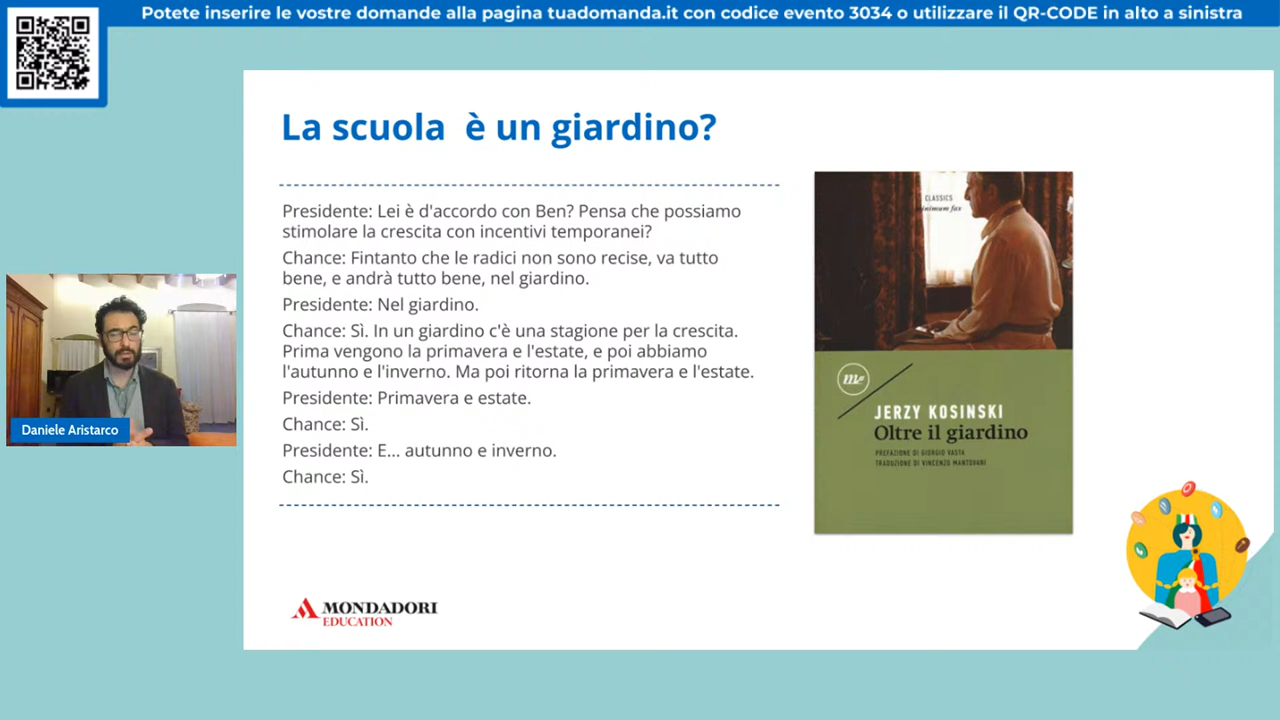 Potete inserire le vostre domande alla pagina tuadomanda.it con codice evento 3034 o utilizzare il QR-CODE in alto a sinistra
La scuola è un giardino?
Presidente: Lei è d'accordo con Ben? Pensa che possiamo
stimolare la crescita con incentivi temporanei?
Chance: Fintanto che le radici non sono recise, va tutto
bene, e andrà tutto bene, nel giardino.
Presidente: Nel giardino.
Chance: Sì. In un giardino c'è una stagione per la crescita.
Prima vengono la primavera e l'estate, e poi abbiamo
l'autunno e l'inverno. Ma poi ritorna la primavera e l'estate.
Presidente: Primavera e estate.
Chance: Sì.
Presidente: E... autunno e inverno.
Chance: Sì.
CLASSICS
minimum fax
mf
JERZY KOSINSKI
Oltre il giardino
PREFAZIONE DI GIORGIO VASTA
TRADUZIONE DI VINCENZO MANTOVANI
Daniele Aristarco
MONDADORI
EDUCATION